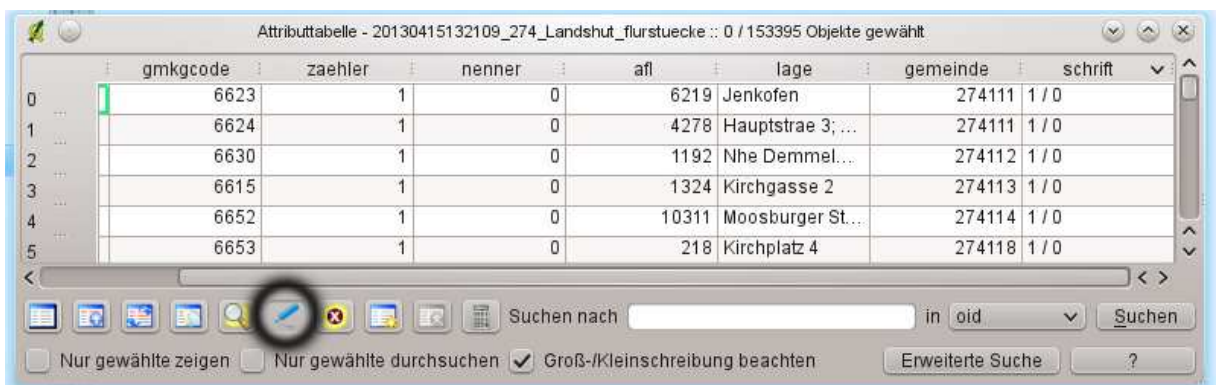 Attributtabelle - 20130415132109_274_Landshut_flurstuecke :: 0 / 153395 Objekte gewählt
gmkgcode zaehler nenner afl lage gemeinde schrift
0 ... 6623 1 0 6219 Jenkofen 274111 1 / 0
1 ... 6624 1 0 4278 Hauptstrae 3; ... 274111 1 / 0
2 ... 6630 1 0 1192 Nhe Demmel... 274112 1 / 0
3 ... 6615 1 0 1324 Kirchgasse 2 274113 1 / 0
4 ... 6652 1 0 10311 Moosburger St... 274114 1 / 0
5 6653 1 0 218 Kirchplatz 4 274118 1 / 0
Suchen nach in oid Suchen
Nur gewählte zeigen Nur gewählte durchsuchen Groß-/Kleinschreibung beachten Erweiterte Suche ?